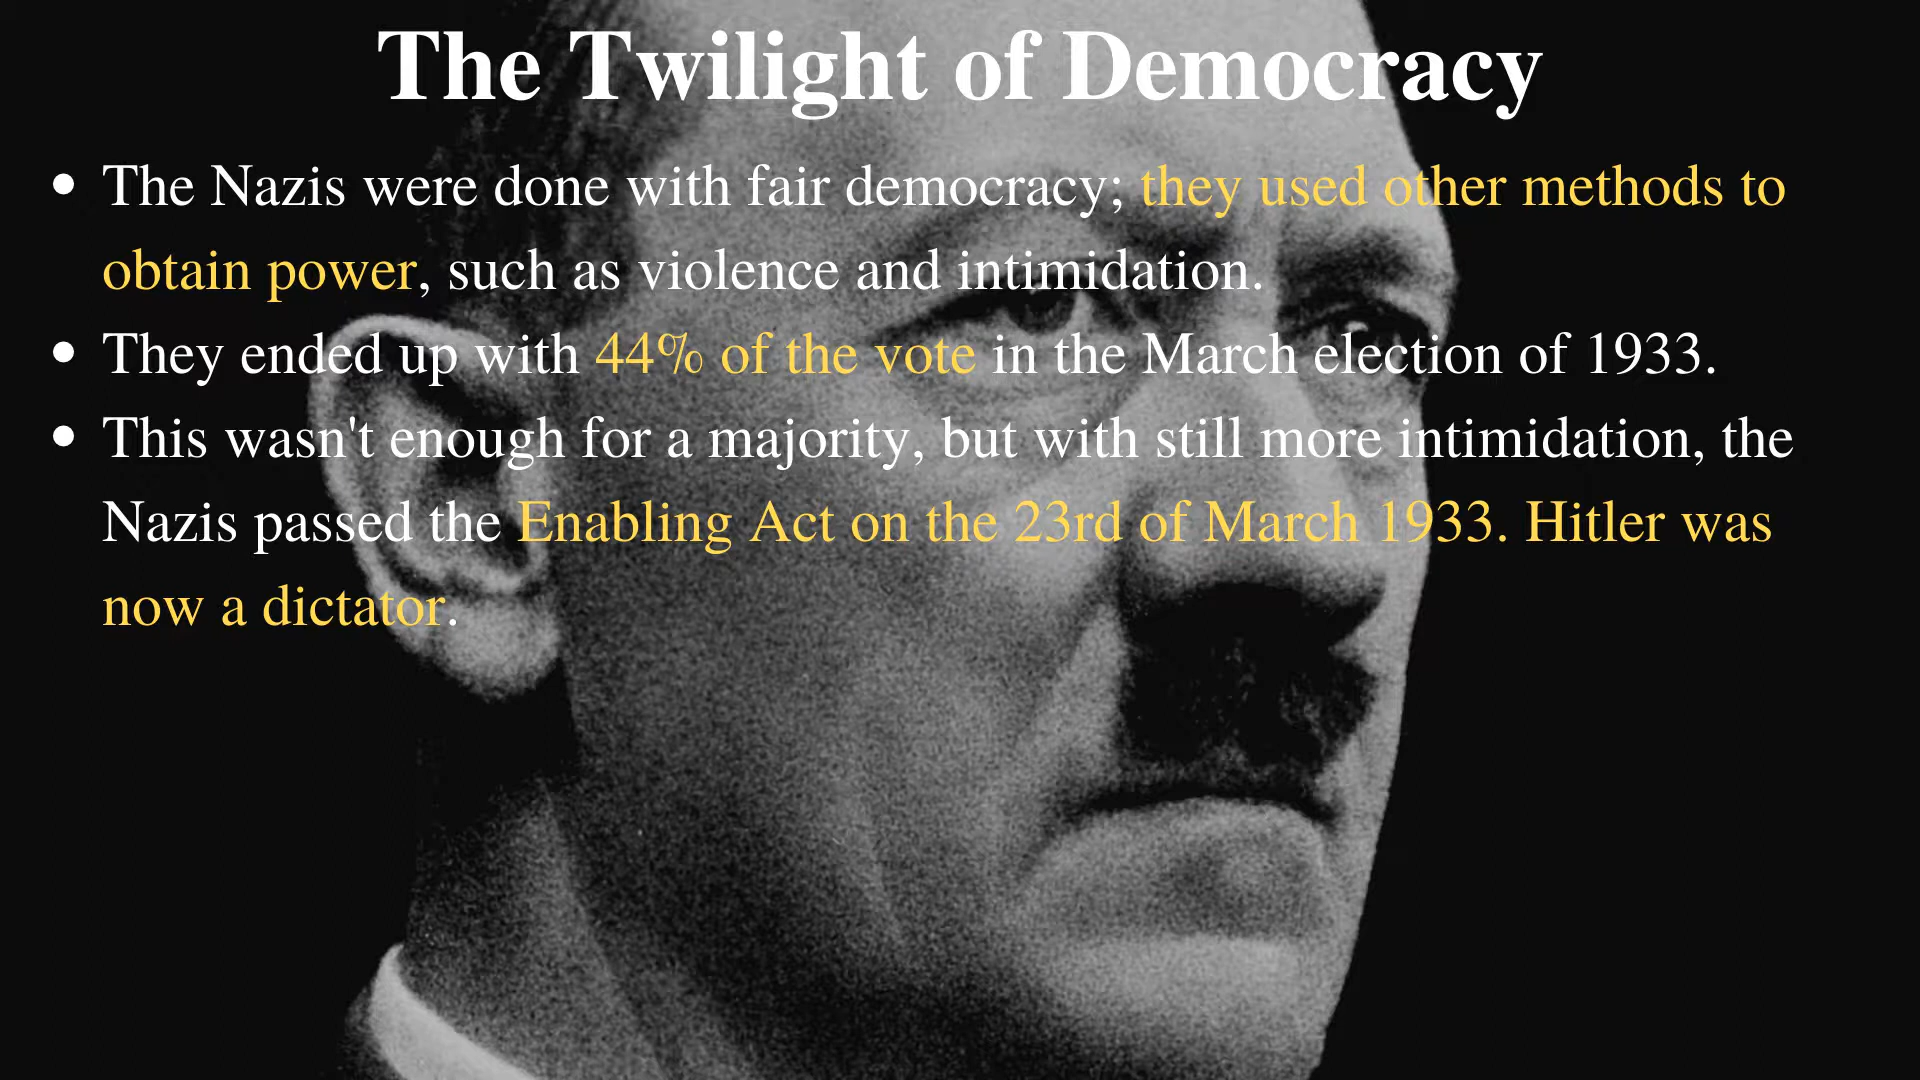 The Twilight of Democracy
• The Nazis were done with fair democracy; they used other methods to
obtain power, such as violence and intimidation.
• They ended up with 44% of the vote in the March election of 1933.
• This wasn't enough for a majority, but with still more intimidation, the
Nazis passed the Enabling Act on the 23rd of March 1933. Hitler was
now a dictator.